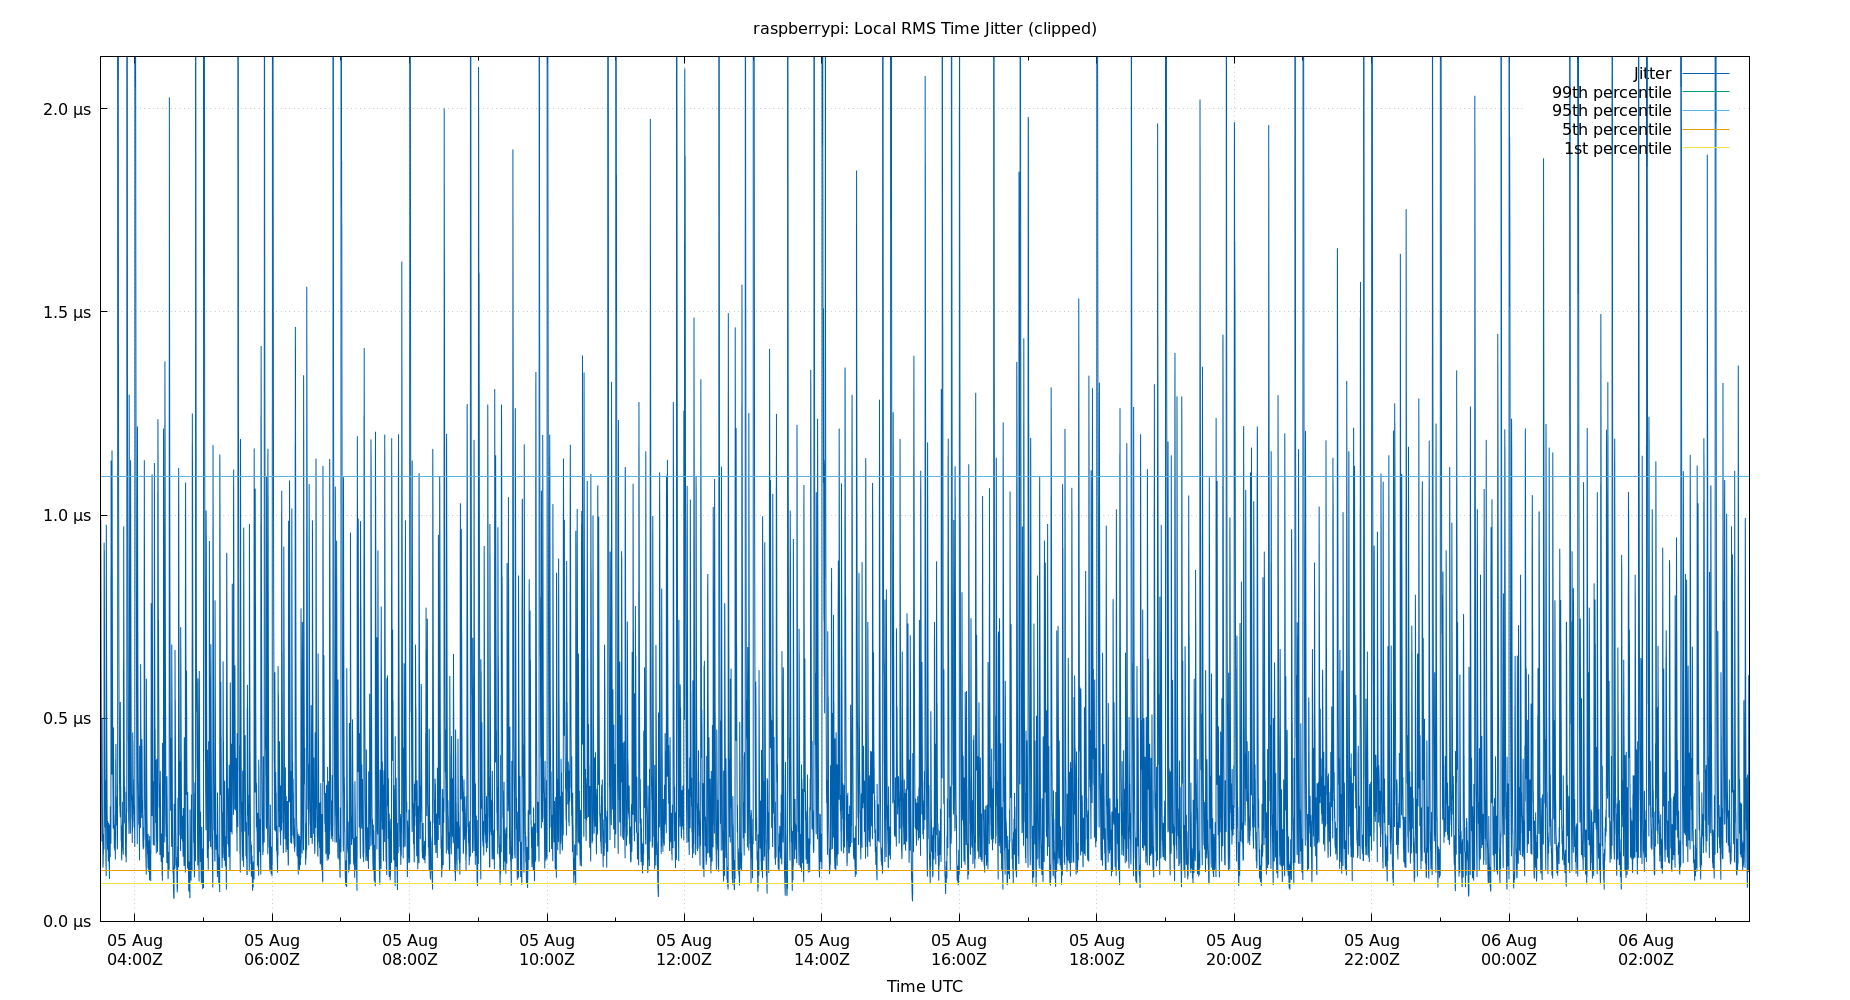 raspberrypi: Local RMS Time Jitter (clipped)
Jitter
99th percentile
95th percentile
5th percentile
1st percentile
2.0 µs
1.5 µs
1.0 µs
0.5 µs
0.0 µs
05 Aug 05 Aug 05 Aug 05 Aug 05 Aug 05 Aug 05 Aug 05 Aug 05 Aug 05 Aug 06 Aug 06 Aug
04:00Z 06:00Z 08:00Z 10:00Z 12:00Z 14:00Z 16:00Z 18:00Z 20:00Z 22:00Z 00:00Z 02:00Z
Time UTC